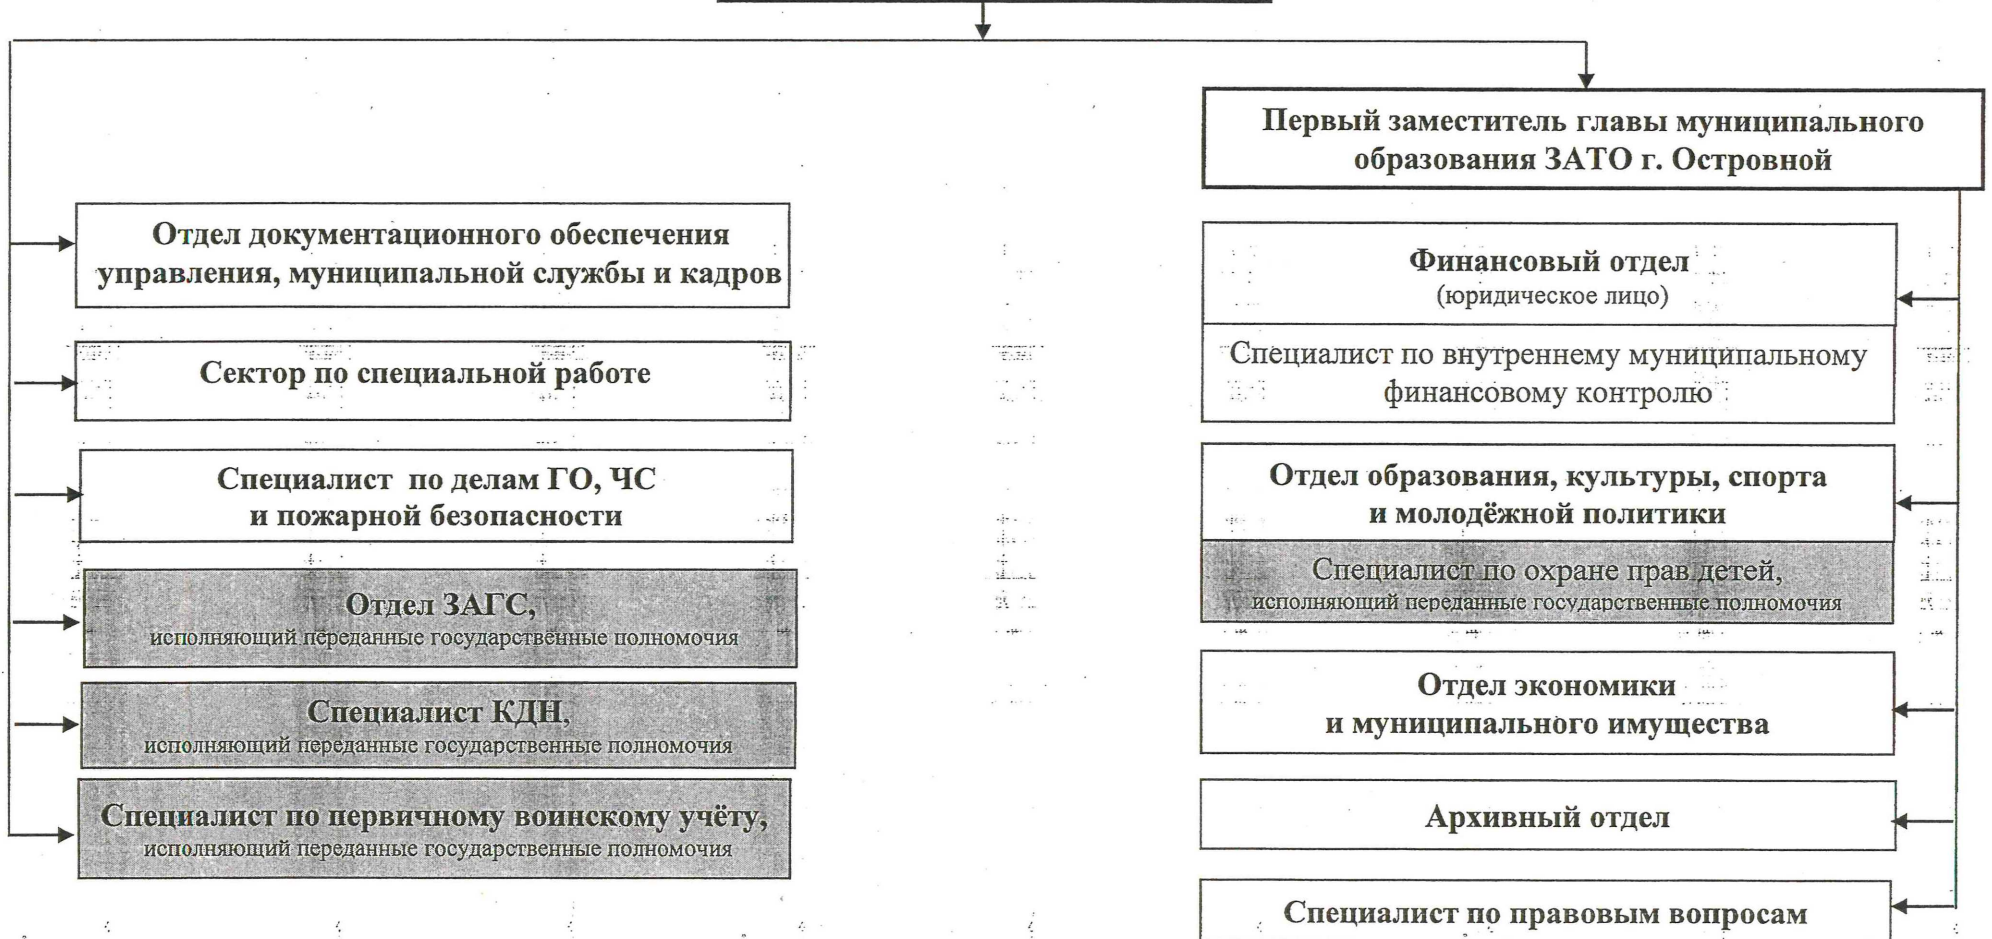 Первый заместитель главы муниципального
образования ЗАТО г. Островной
Отдел документационного обеспечения
управления, муниципальной службы и кадров
Сектор по специальной работе
Специалист по делам ГО, ЧС
и пожарной безопасности
Отдел ЗАГС,
исполняющий переданные государственные полномочия
Специалист КДН,
исполняющий переданные государственные полномочия
Специалист по первичному воинскому учёту,
исполняющий переданные государственные полномочия
Финансовый отдел
(юридическое лицо)
Специалист по внутреннему муниципальному
финансовому контролю
Отдел образования, культуры, спорта
и молодёжной политики
Специалист по охране прав детей,
исполняющий переданные государственные полномочия
Отдел экономики
и муниципального имущества
Архивный отдел
Специалист по правовым вопросам